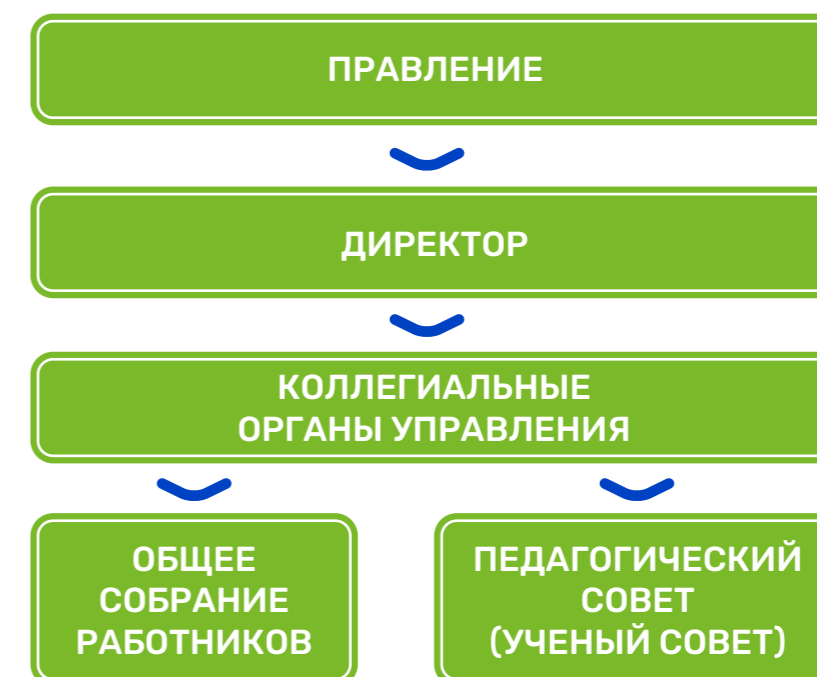 ПРАВЛЕНИЕ
ДИРЕКТОР
КОЛЛЕГИАЛЬНЫЕ
ОРГАНЫ УПРАВЛЕНИЯ
ОБЩЕЕ
СОБРАНИЕ
РАБОТНИКОВ
ПЕДАГОГИЧЕСКИЙ
СОВЕТ
(УЧЕНЫЙ СОВЕТ)